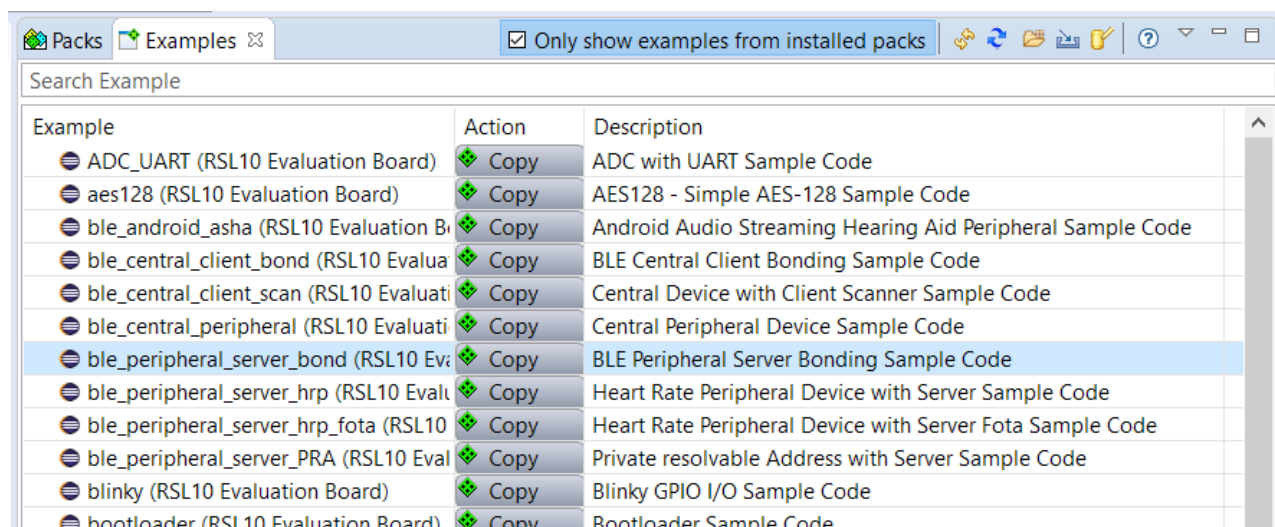 Packs Examples Only show examples from installed packs
Search Example
Example Action Description
ADC_UART (RSL10 Evaluation Board) Copy ADC with UART Sample Code
aes128 (RSL10 Evaluation Board) Copy AES128 - Simple AES-128 Sample Code
ble_android_asha (RSL10 Evaluation B Copy Android Audio Streaming Hearing Aid Peripheral Sample Code
ble_central_client_bond (RSL10 Evalua Copy BLE Central Client Bonding Sample Code
ble_central_client_scan (RSL10 Evaluati Copy Central Device with Client Scanner Sample Code
ble_central_peripheral (RSL10 Evaluati Copy Central Peripheral Device Sample Code
ble_peripheral_server_bond (RSL10 Eva Copy BLE Peripheral Server Bonding Sample Code
ble_peripheral_server_hrp (RSL10 Evalu Copy Heart Rate Peripheral Device with Server Sample Code
ble_peripheral_server_hrp_fota (RSL10 Copy Heart Rate Peripheral Device with Server Fota Sample Code
ble_peripheral_server_PRA (RSL10 Eval Copy Private resolvable Address with Server Sample Code
blinky (RSL10 Evaluation Board) Copy Blinky GPIO I/O Sample Code
bootloader (RSL10 Evaluation Board) Copy Bootloader Sample Code